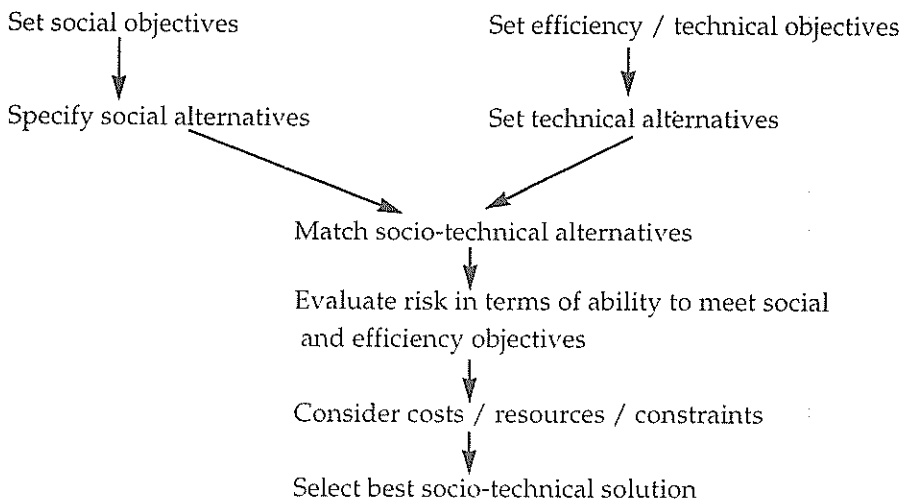 Set social objectives
Set efficiency / technical objectives
Specify social alternatives
Set technical alternatives
Match socio-technical alternatives
Evaluate risk in terms of ability to meet social
and efficiency objectives
Consider costs / resources / constraints
Select best socio-technical solution